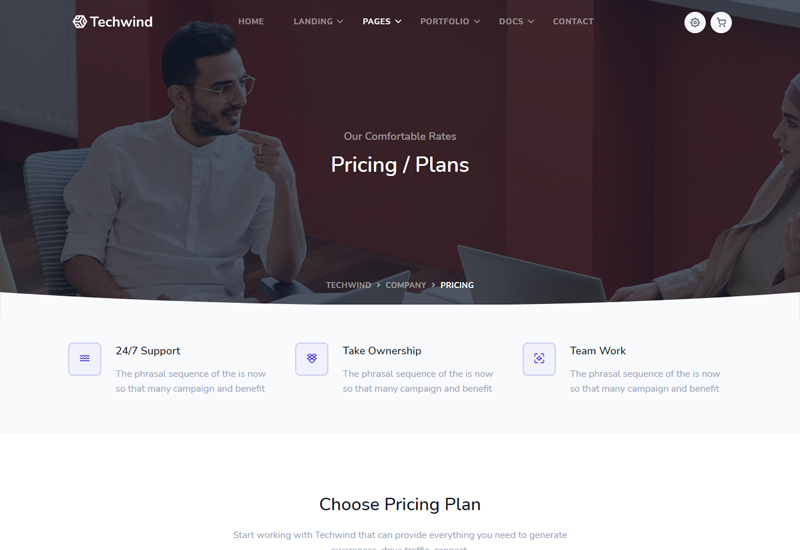 Techwind
HOME LANDING PAGES PORTFOLIO DOCS CONTACT
Our Comfortable Rates
Pricing / Plans
TECHWIND > COMPANY > PRICING
24/7 Support
The phrasal sequence of the is now
so that many campaign and benefit
Take Ownership
The phrasal sequence of the is now
so that many campaign and benefit
Team Work
The phrasal sequence of the is now
so that many campaign and benefit
Choose Pricing Plan
Start working with Techwind that can provide everything you need to generate
awareness, drive traffic, connect.